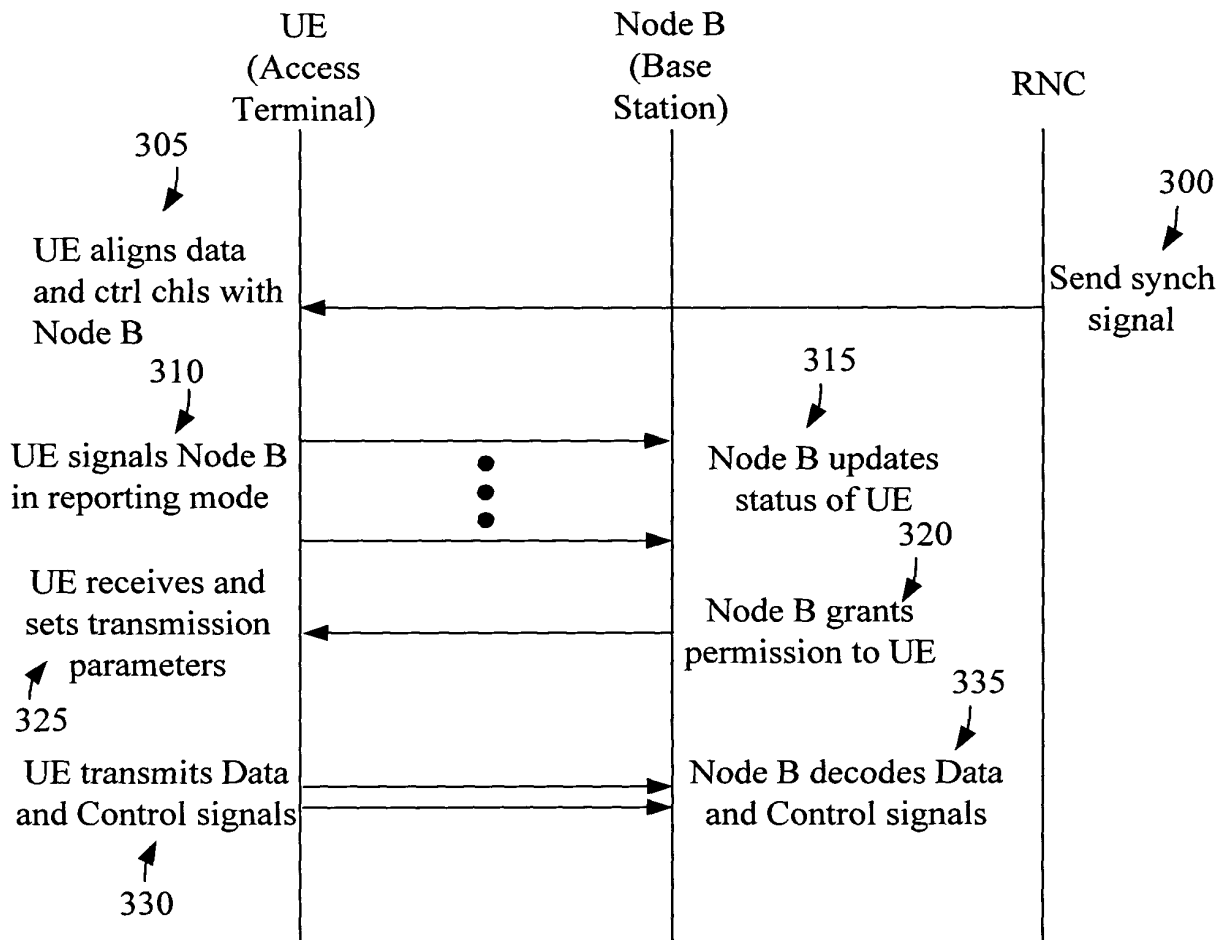 UE
(Access
Terminal)
Node B
(Base
Station)
RNC
305
300
UE aligns data
and ctrl chls with
Node B
Send synch
signal
310
315
UE signals Node B
in reporting mode
Node B updates
status of UE
320
UE receives and
sets transmission
parameters
Node B grants
permission to UE
325
335
UE transmits Data
and Control signals
Node B decodes Data
and Control signals
330